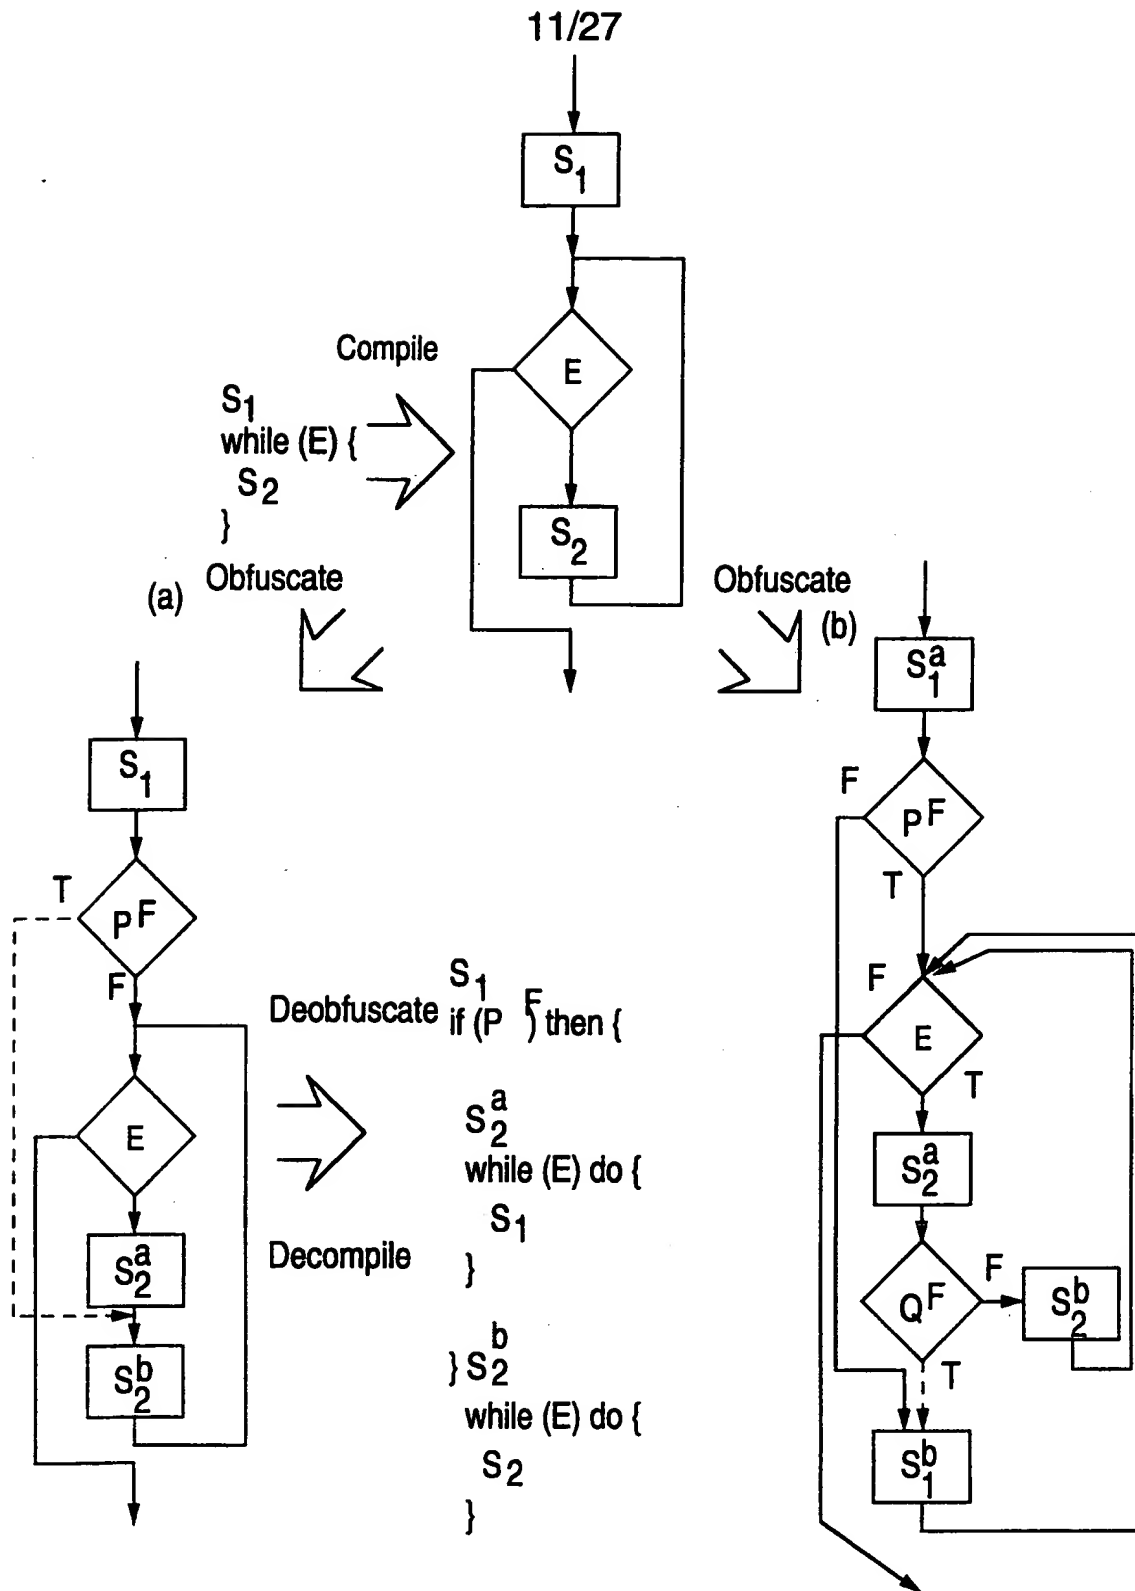 11/27
S1
E
S2
Compile
S1
while (E) {
S2
}
(a) Obfuscate
Obfuscate
(b)
S1
T
PF
F
E
S2a
S2b
Deobfuscate
Decompile
S1
if (P F) then {
S2a
while (E) do {
S1
}
} S2b
while (E) do {
S2
}
S1a
F
PF
T
F
E
T
S2a
QF
F
S2b
T
S1b